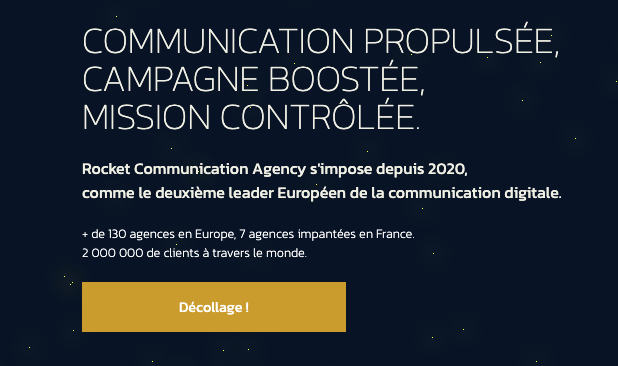 COMMUNICATION PROPULSÉE,
CAMPAGNE BOOSTÉE,
MISSION CONTRÔLÉE.
Rocket Communication Agency s'impose depuis 2020,
comme le deuxième leader Européen de la communication digitale.
+ de 130 agences en Europe, 7 agences impantées en France.
2 000 000 de clients à travers le monde.
Décollage !